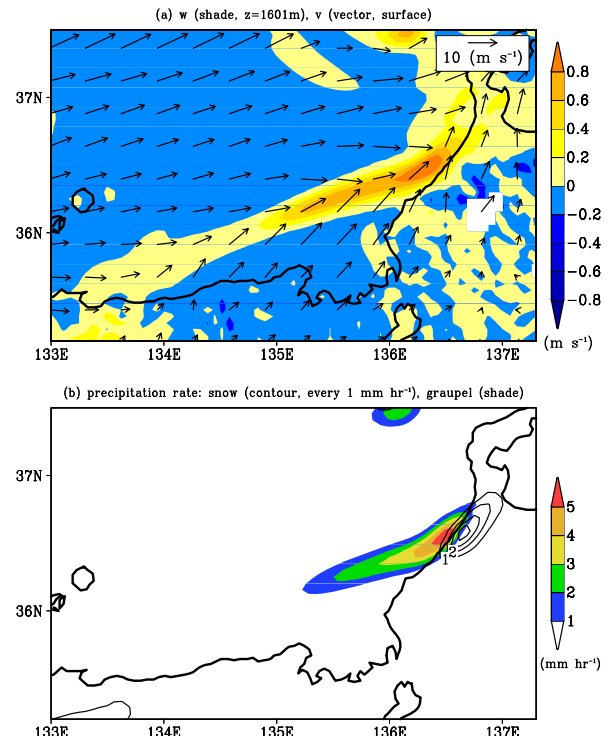 (a) w (shade, z=1601m), v (vector, surface)
10 (m s⁻¹)
37N
36N
133E 134E 135E 136E 137E
0.8
0.6
0.4
0.2
0
−0.2
−0.4
−0.6
−0.8
(m s⁻¹)
(b) precipitation rate: snow (contour, every 1 mm hr⁻¹), graupel (shade)
37N
36N
1 2
133E 134E 135E 136E 137E
5
4
3
2
1
(mm hr⁻¹)